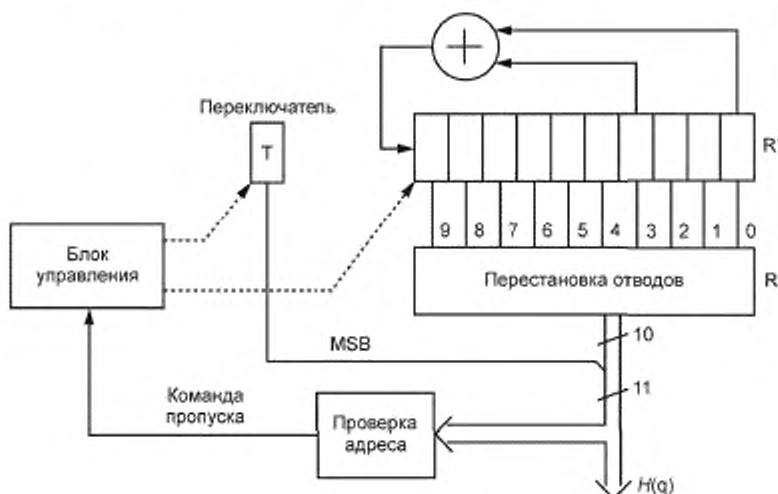 Переключатель
T
R'
9 8 7 6 5 4 3 2 1 0
Блок
управления
Перестановка отводов
R
10
MSB
11
Команда
пропуска
Проверка
адреса
H(q)